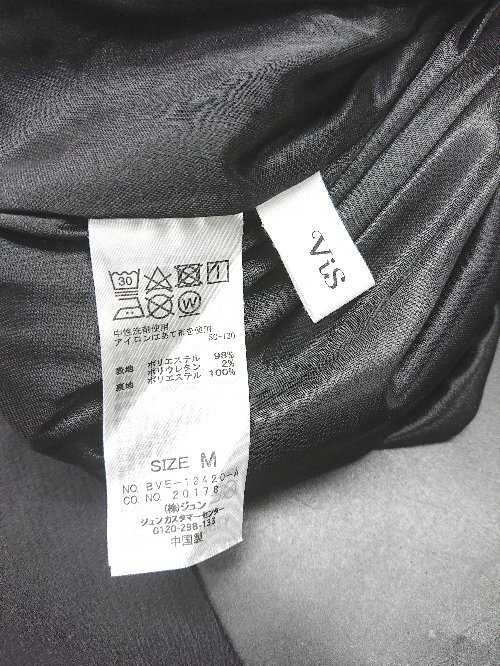 ViS
30
W
中性洗剤使用
アイロンはあて布を使用 SC-120
表地 ポリエステル 98%
ポリウレタン 2%
裏地 ポリエステル 100%
SIZE M
NO. BVE-12420-A
CO. NO. 20178
(株)ジュン
ジュンカスタマーセンター
0120-298-133
中国製